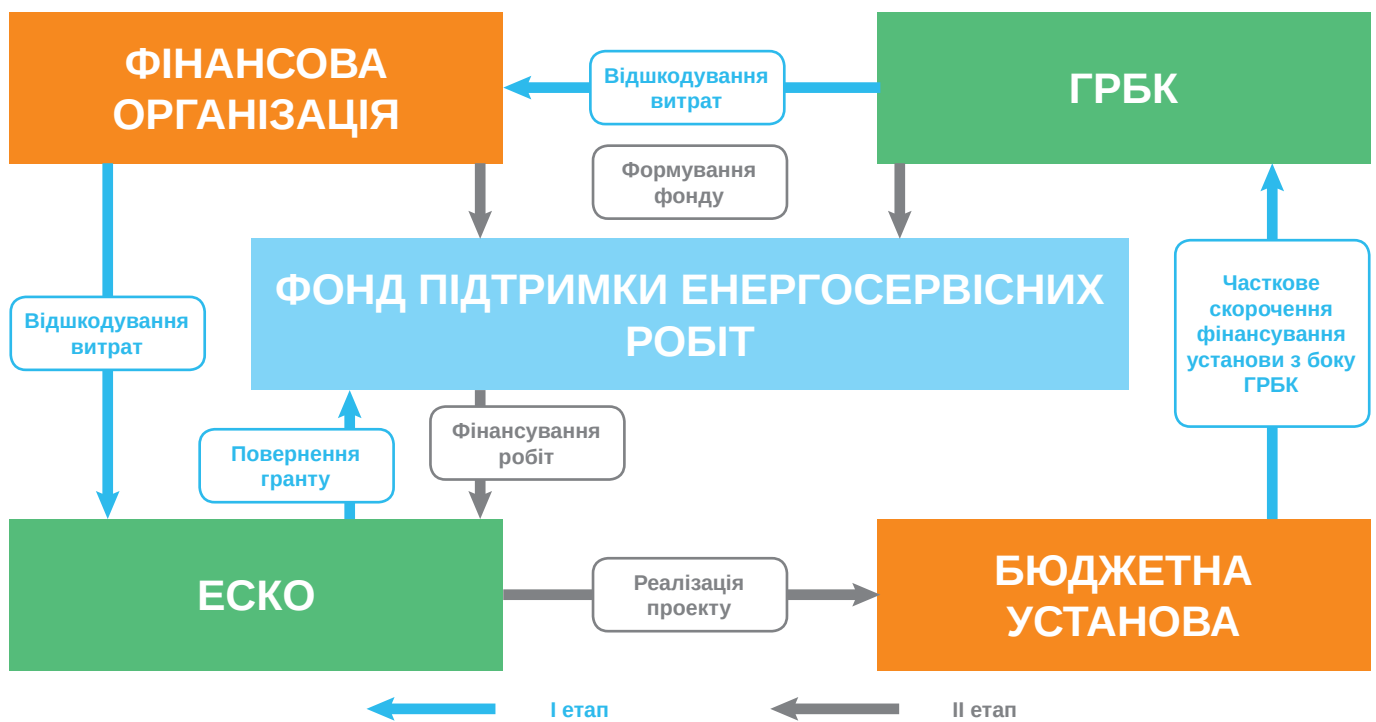 ФІНАНСОВА
ОРГАНІЗАЦІЯ
Відшкодування
витрат
ГРБК
Формування
фонду
ФОНД ПІДТРИМКИ ЕНЕРГОСЕРВІСНИХ
РОБІТ
Відшкодування
витрат
Часткове
скорочення
фінансування
установи з боку
ГРБК
Повернення
гранту
Фінансування
робіт
ЕСКО
Реалізація
проекту
БЮДЖЕТНА
УСТАНОВА
І етап
ІІ етап